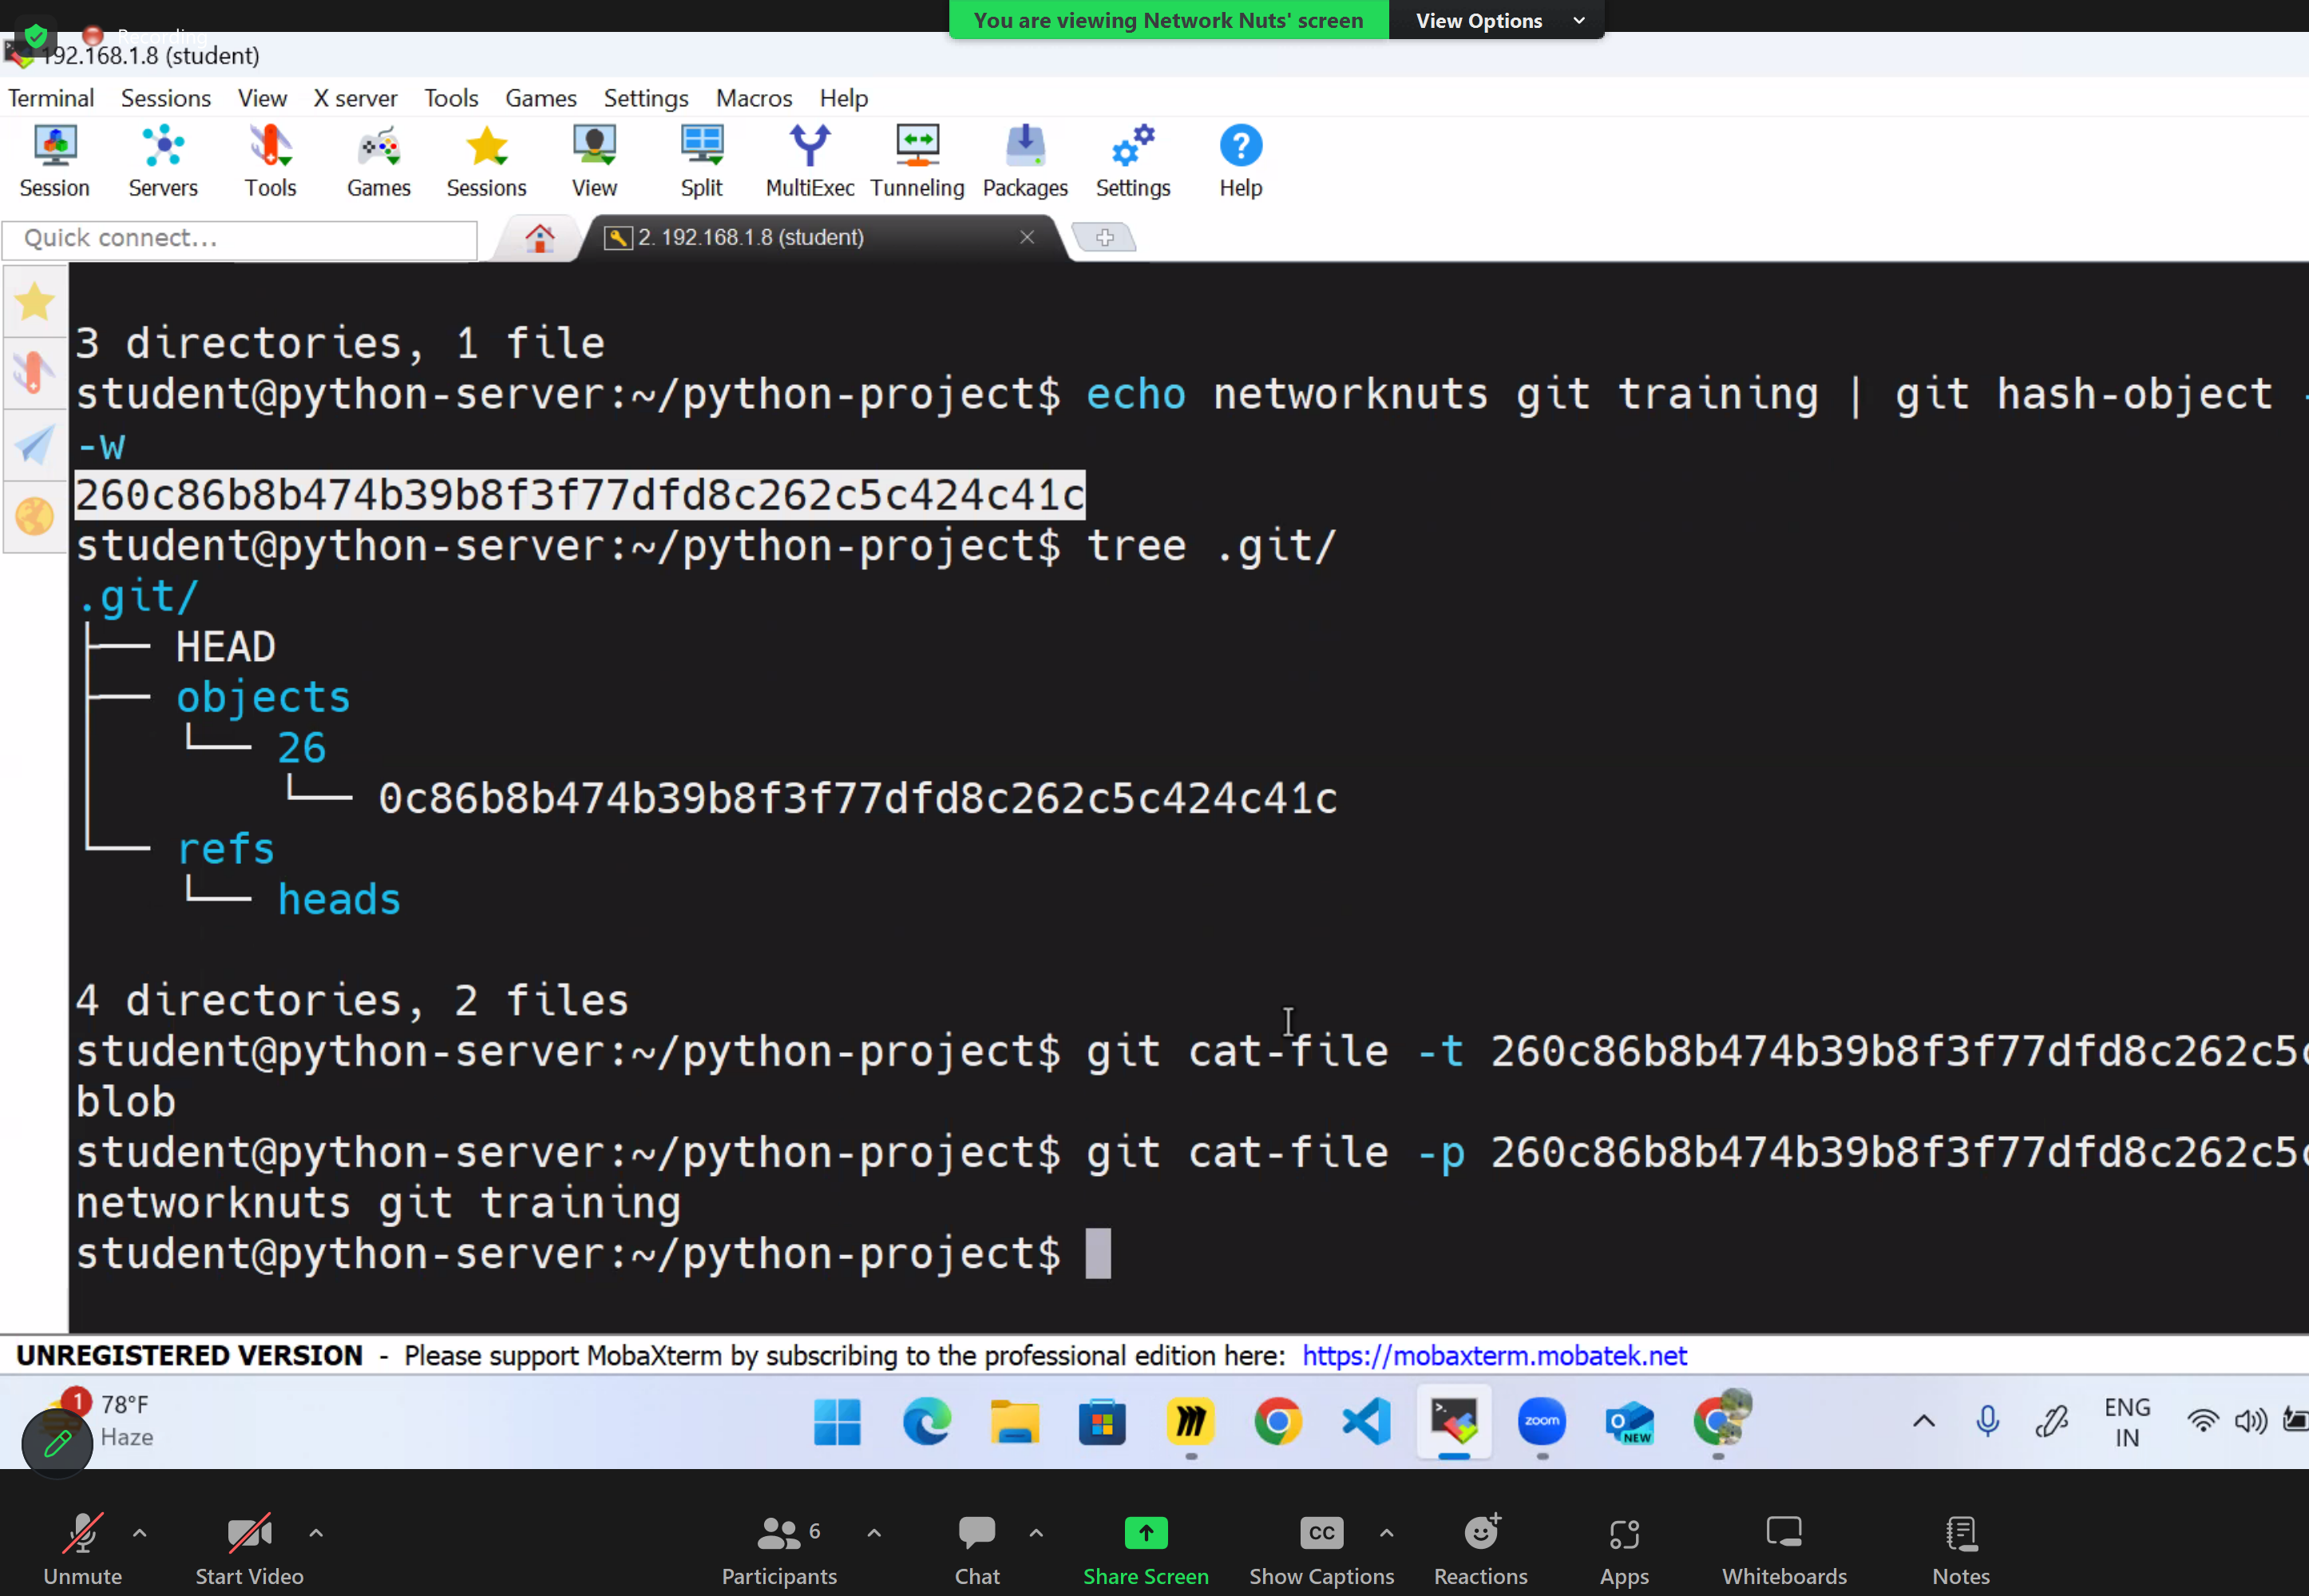 You are viewing Network Nuts' screen View Options
Recording
192.168.1.8 (student)
Terminal Sessions View X server Tools Games Settings Macros Help
Session Servers Tools Games Sessions View Split MultiExec Tunneling Packages Settings Help
Quick connect... 2. 192.168.1.8 (student)
3 directories, 1 file
student@python-server:~/python-project$ echo networknuts git training | git hash-object -
-w
260c86b8b474b39b8f3f77dfd8c262c5c424c41c
student@python-server:~/python-project$ tree .git/
.git/
├── HEAD
├── objects
│   └── 26
│       └── 0c86b8b474b39b8f3f77dfd8c262c5c424c41c
└── refs
    └── heads
4 directories, 2 files
student@python-server:~/python-project$ git cat-file -t 260c86b8b474b39b8f3f77dfd8c262c5c
blob
student@python-server:~/python-project$ git cat-file -p 260c86b8b474b39b8f3f77dfd8c262c5c
networknuts git training
student@python-server:~/python-project$
UNREGISTERED VERSION - Please support MobaXterm by subscribing to the professional edition here: https://mobaxterm.mobatek.net
1 78°F
Haze
zoom
NEW
ENG
IN
6
CC
Unmute Start Video Participants Chat Share Screen Show Captions Reactions Apps Whiteboards Notes